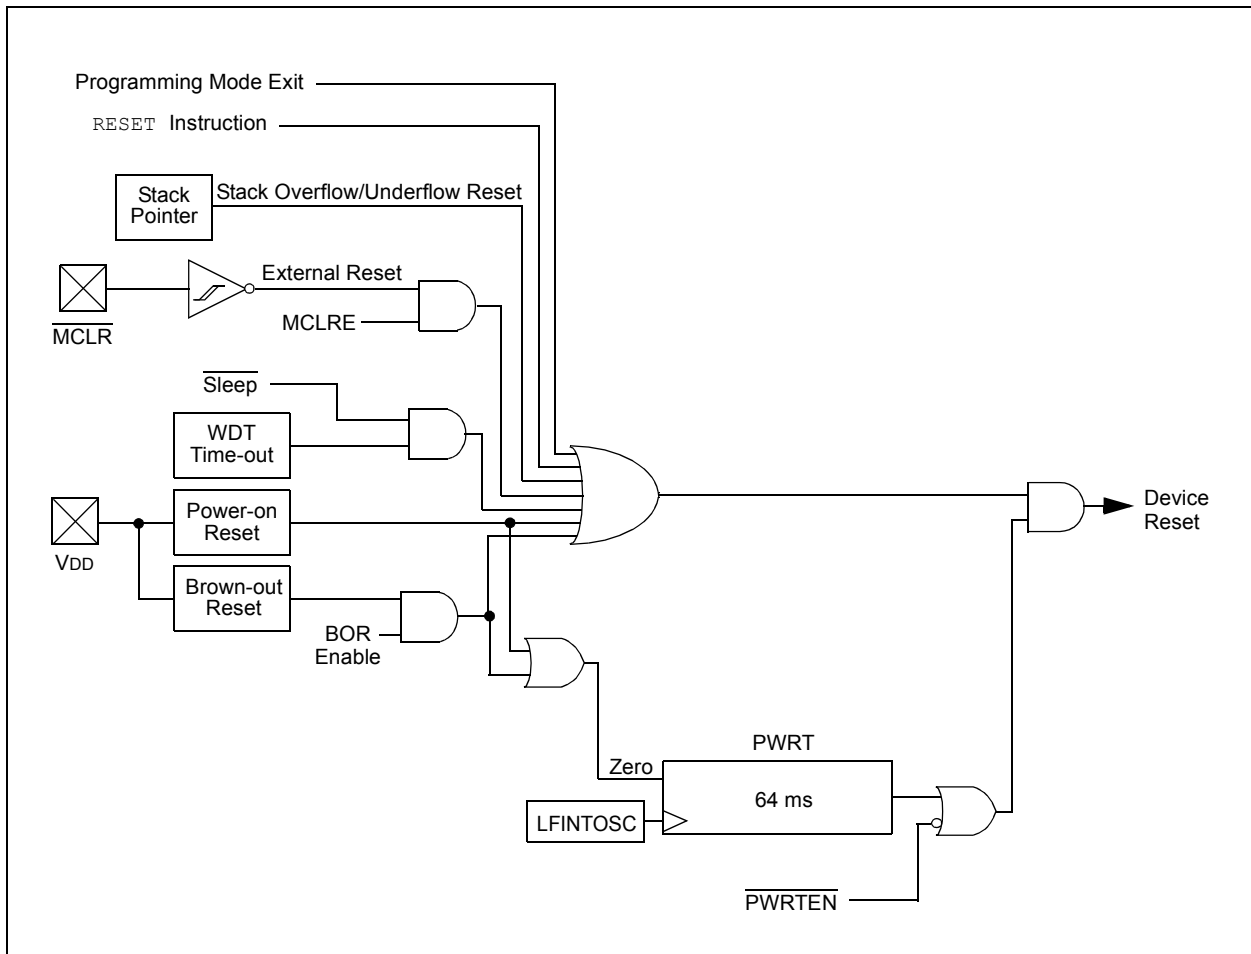 Programming Mode Exit
RESET Instruction
Stack
Pointer
Stack Overflow/Underflow Reset
External Reset
MCLR
MCLRE
Sleep
WDT
Time-out
VDD
Power-on
Reset
Brown-out
Reset
BOR
Enable
Device
Reset
PWRT
Zero
64 ms
LFINTOSC
PWRTEN